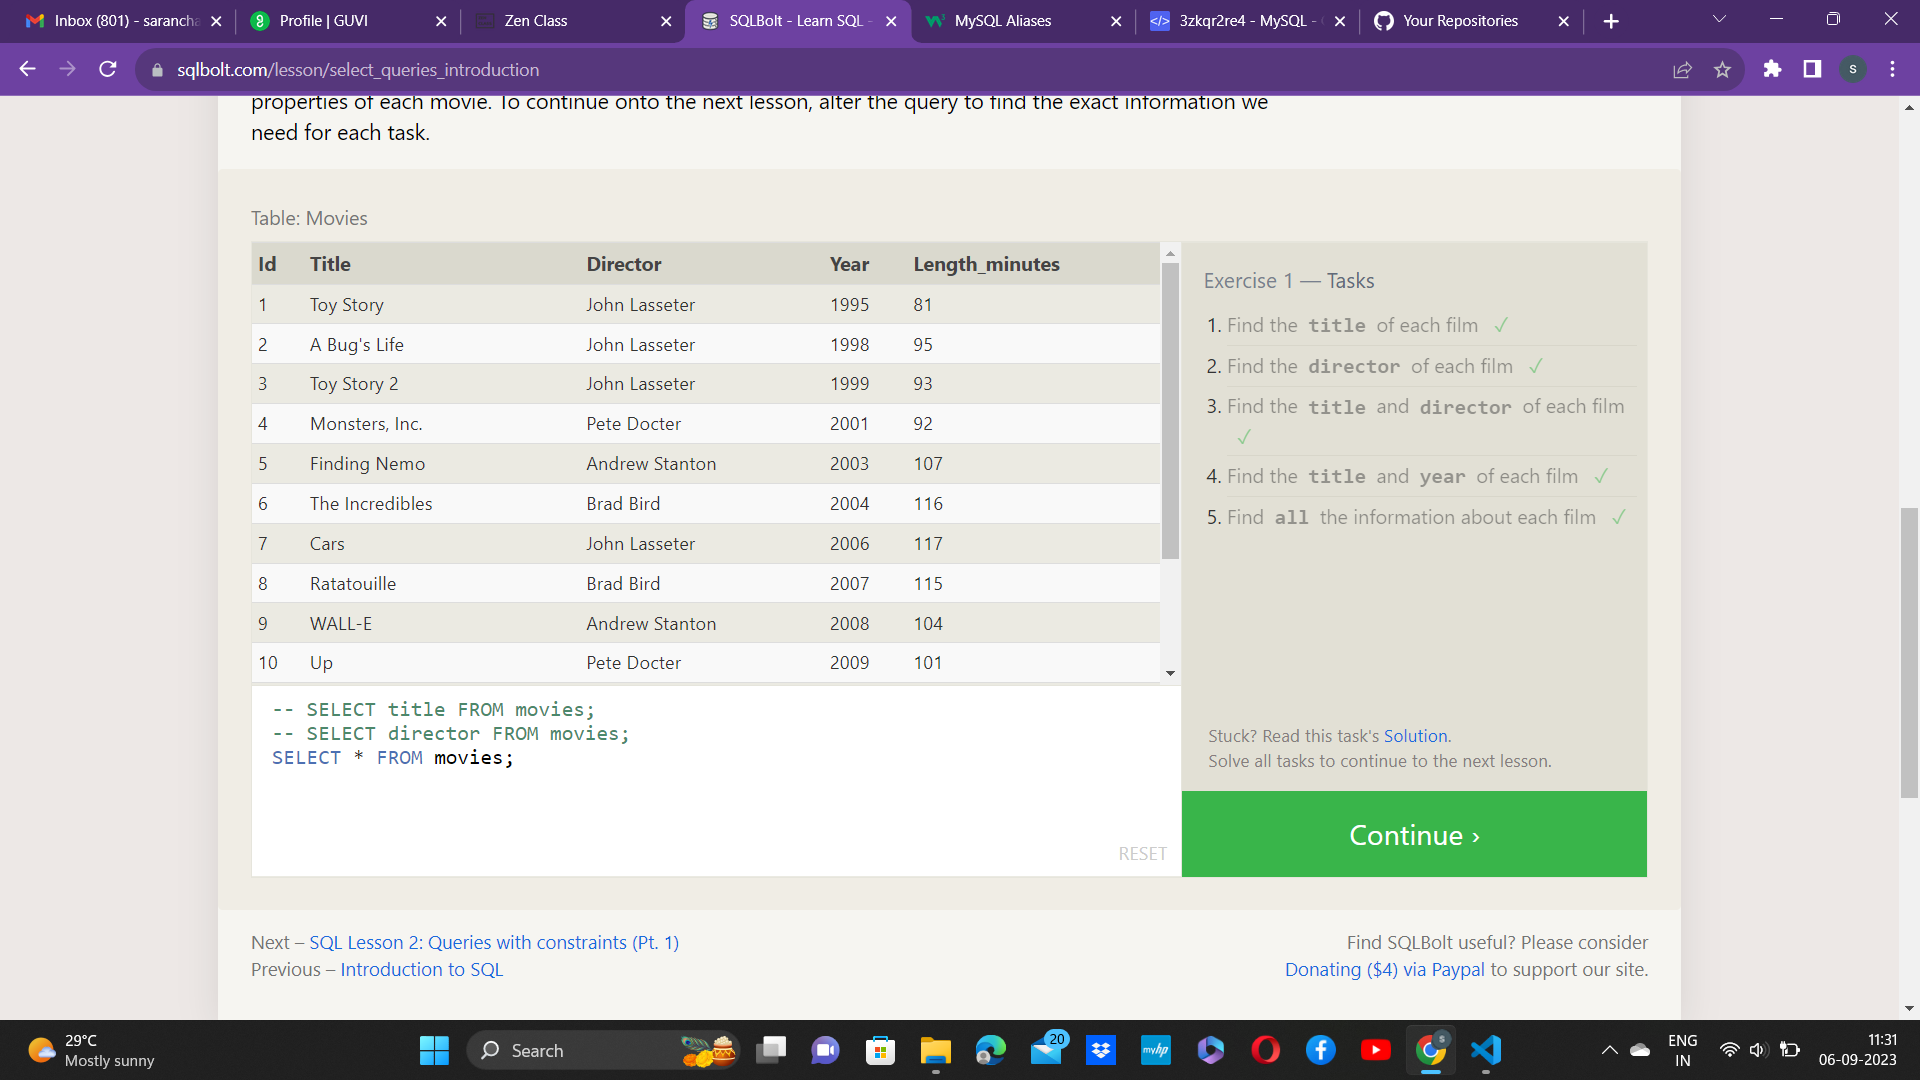 Inbox (801) - sarancha
Profile | GUVI
Zen Class
SQLBolt - Learn SQL -
MySQL Aliases
3zkqr2re4 - MySQL -
Your Repositories
sqlbolt.com/lesson/select_queries_introduction
properties of each movie. To continue onto the next lesson, alter the query to find the exact information we
need for each task.
Table: Movies
Id Title Director Year Length_minutes
1 Toy Story John Lasseter 1995 81
2 A Bug's Life John Lasseter 1998 95
3 Toy Story 2 John Lasseter 1999 93
4 Monsters, Inc. Pete Docter 2001 92
5 Finding Nemo Andrew Stanton 2003 107
6 The Incredibles Brad Bird 2004 116
7 Cars John Lasseter 2006 117
8 Ratatouille Brad Bird 2007 115
9 WALL-E Andrew Stanton 2008 104
10 Up Pete Docter 2009 101
-- SELECT title FROM movies;
-- SELECT director FROM movies;
SELECT * FROM movies;
RESET
Exercise 1 — Tasks
1. Find the title of each film ✓
2. Find the director of each film ✓
3. Find the title and director of each film
✓
4. Find the title and year of each film ✓
5. Find all the information about each film ✓
Stuck? Read this task's Solution.
Solve all tasks to continue to the next lesson.
Continue ›
Next – SQL Lesson 2: Queries with constraints (Pt. 1)
Previous – Introduction to SQL
Find SQLBolt useful? Please consider
Donating ($4) via Paypal to support our site.
29°C
Mostly sunny
Search
20
myhp
ENG
IN
11:31
06-09-2023